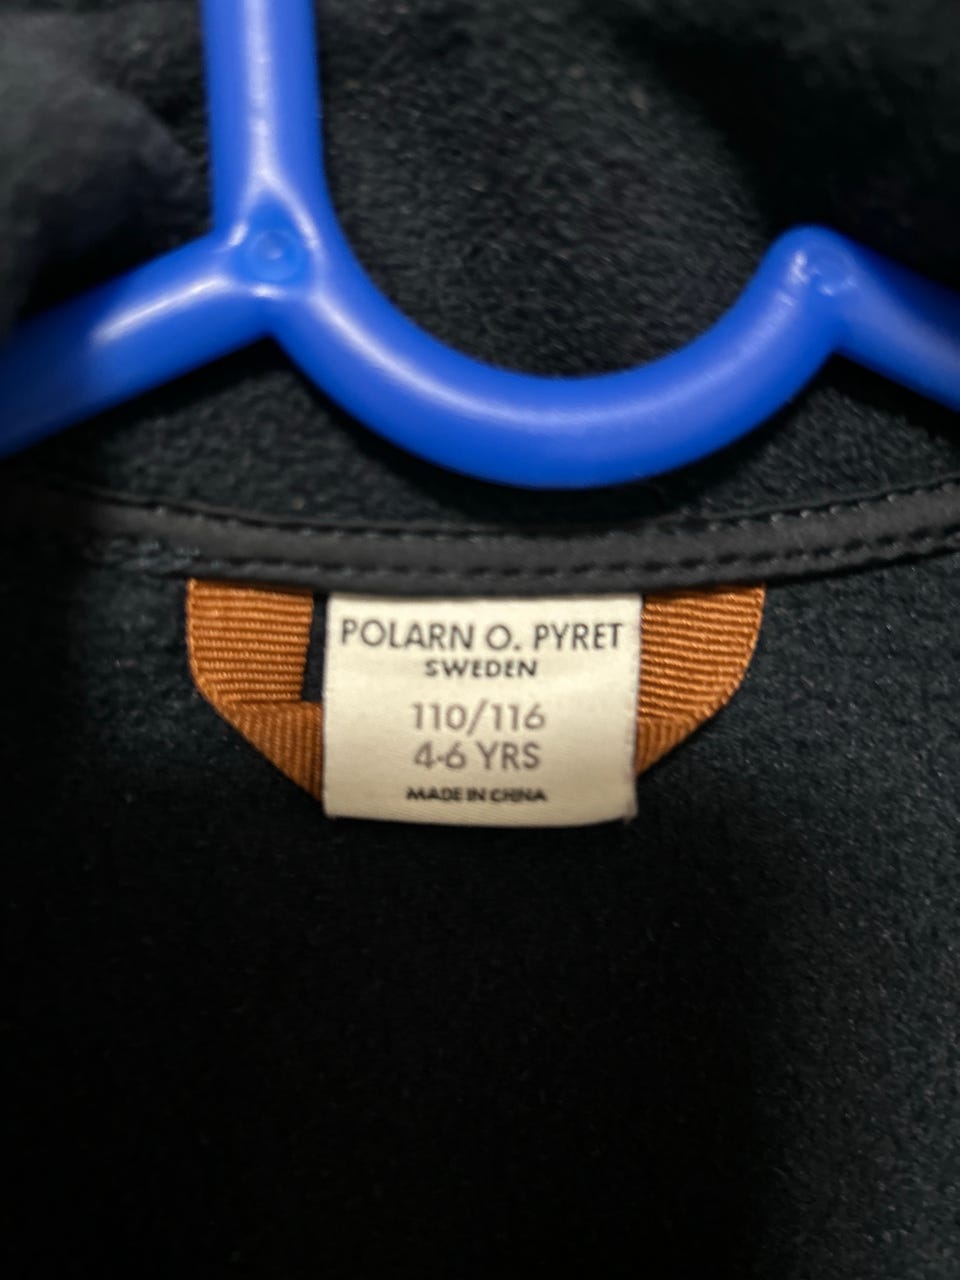 POLARN O. PYRET
SWEDEN
110/116
4-6 YRS
MADE IN CHINA